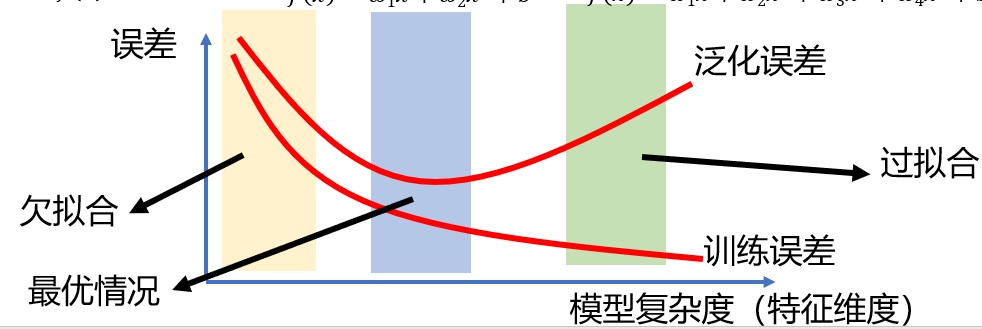 误差
泛化误差
过拟合
欠拟合
训练误差
最优情况
模型复杂度（特征维度）